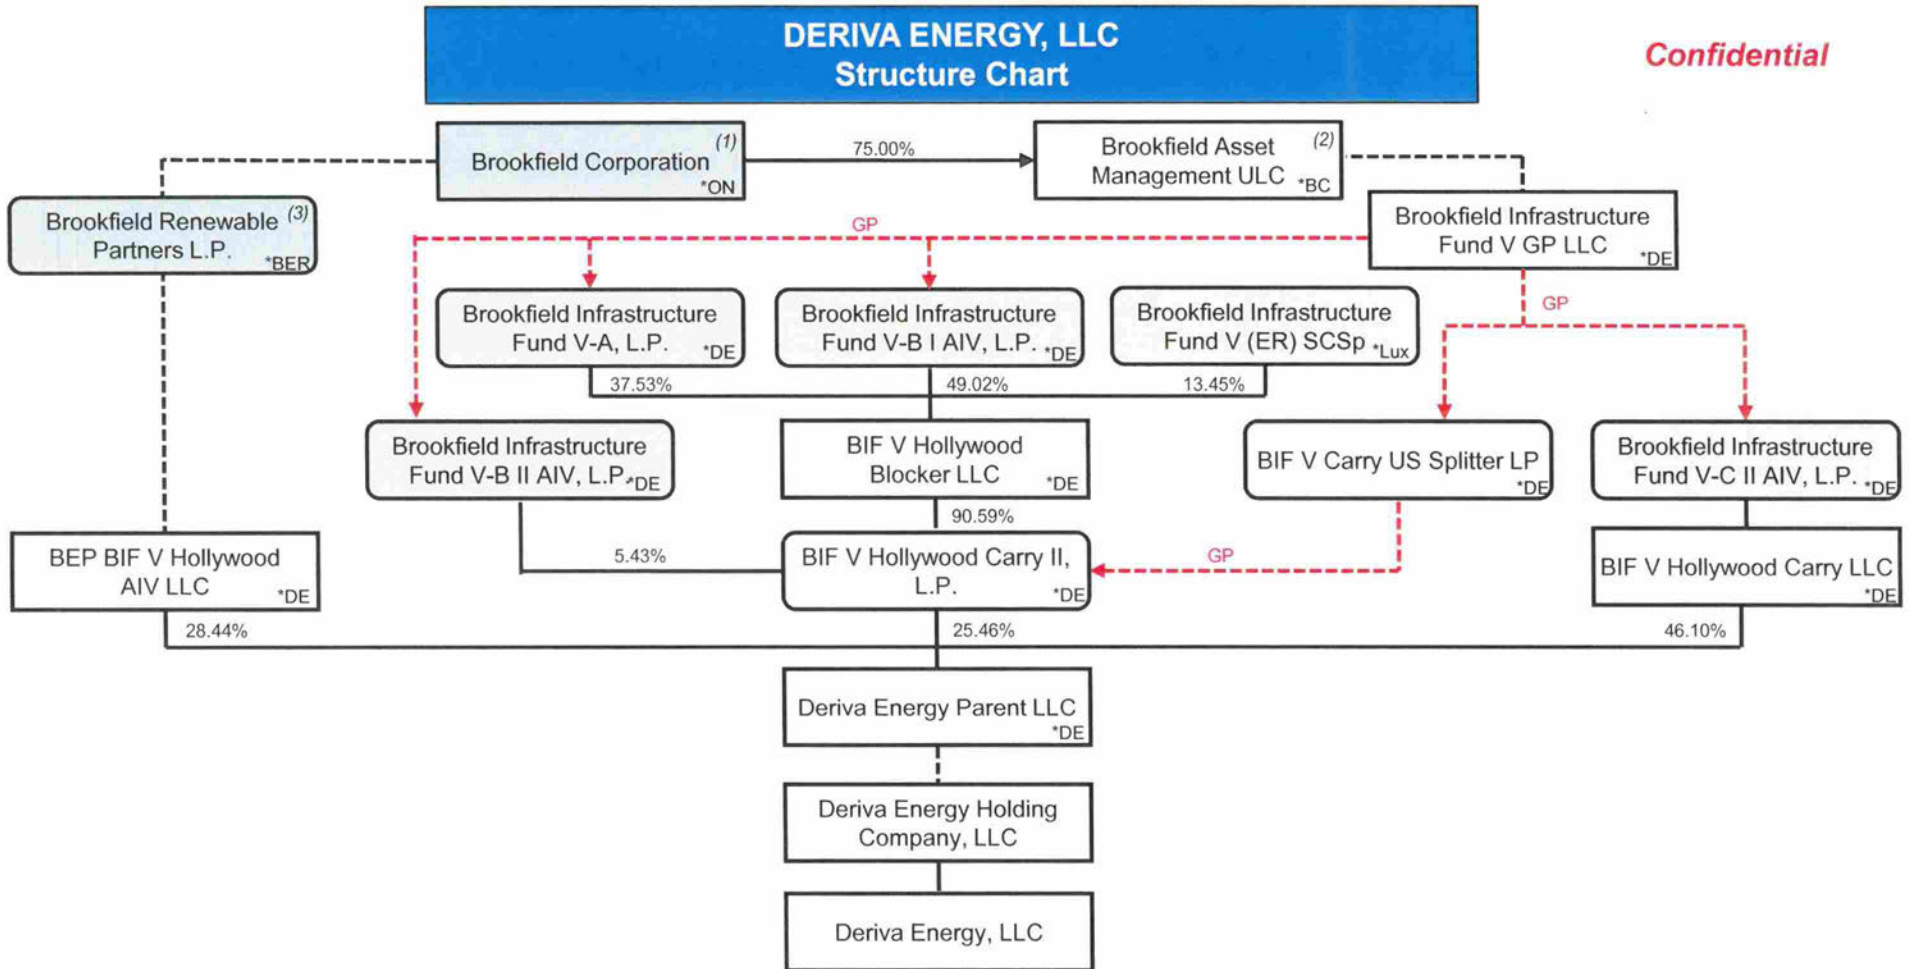 DERIVA ENERGY, LLC
Structure Chart
Confidential
Brookfield Corporation
(1)
*ON
75.00%
Brookfield Asset
Management ULC
(2)
*BC
Brookfield Renewable
Partners L.P.
(3)
*BER
GP
Brookfield Infrastructure
Fund V GP LLC
*DE
Brookfield Infrastructure
Fund V-A, L.P.
*DE
Brookfield Infrastructure
Fund V-B I AIV, L.P.
*DE
Brookfield Infrastructure
Fund V (ER) SCSp
*Lux
GP
37.53%
49.02%
13.45%
Brookfield Infrastructure
Fund V-B II AIV, L.P.
*DE
BIF V Hollywood
Blocker LLC
*DE
BIF V Carry US Splitter LP
*DE
Brookfield Infrastructure
Fund V-C II AIV, L.P.
*DE
90.59%
BEP BIF V Hollywood
AIV LLC
*DE
5.43%
BIF V Hollywood Carry II,
L.P.
*DE
GP
BIF V Hollywood Carry LLC
*DE
28.44%
25.46%
46.10%
Deriva Energy Parent LLC
*DE
Deriva Energy Holding
Company, LLC
Deriva Energy, LLC